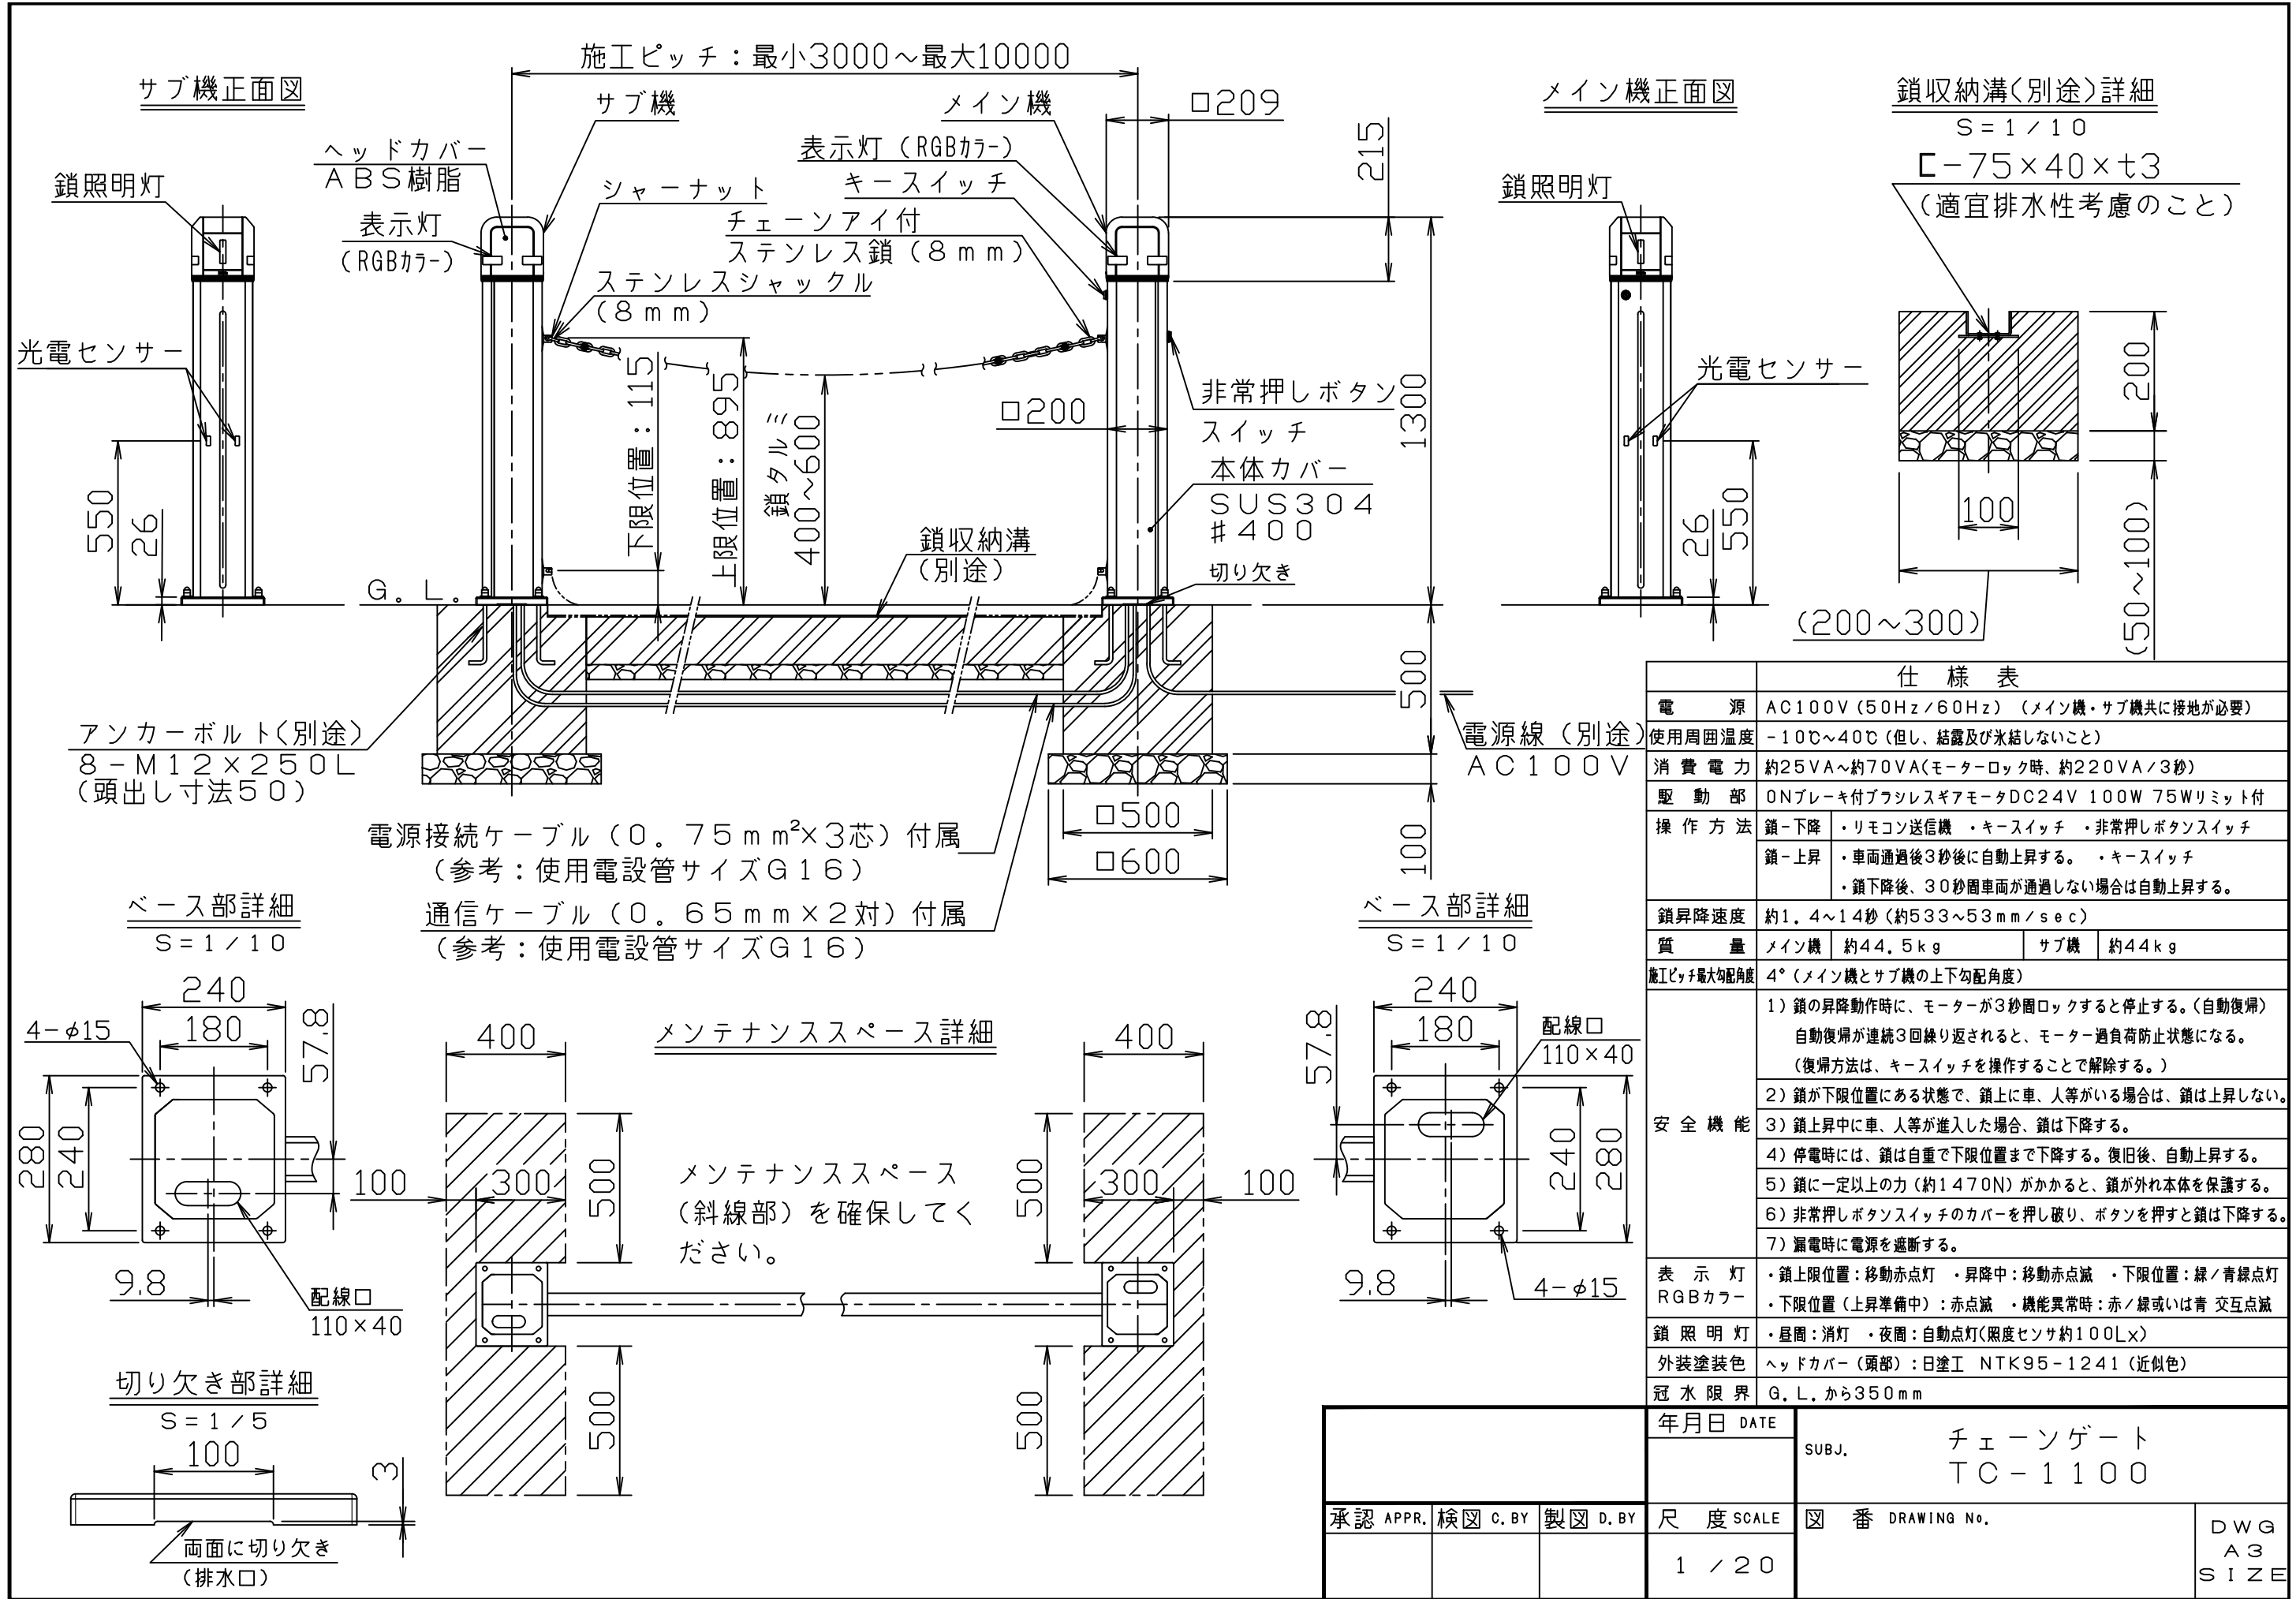 施工ピッチ：最小3000～最大10000
サブ機正面図
鎖照明灯
光電センサー
550
26
ヘッドカバー
ABS樹脂
表示灯
(RGBｶﾗｰ)
サブ機
シャーナット
ステンレスシャックル
(8mm)
メイン機
表示灯(RGBｶﾗｰ)
キースイッチ
チェーンアイ付
ステンレス鎖(8mm)
□209
215
1300
下限位置：115
上限位置：895
鎖タルミ
400～600
□200
非常押しボタン
スイッチ
本体カバー
SUS304
#400
切り欠き
鎖収納溝
(別途)
G. L.
500
100
□500
□600
アンカーボルト(別途)
8-M12×250L
(頭出し寸法50)
電源線(別途)
AC100V
電源接続ケーブル(0. 75mm²×3芯)付属
(参考：使用電設管サイズG16)
通信ケーブル(0. 65mm×2対)付属
(参考：使用電設管サイズG16)
メイン機正面図
鎖照明灯
光電センサー
26
550
鎖収納溝(別途)詳細
S=1/10
⊏-75×40×t3
(適宜排水性考慮のこと)
200
100
(200～300)
(50～100)
ベース部詳細
S=1/10
240
180
57.8
4-φ15
280
240
9.8
配線口
110×40
切り欠き部詳細
S=1/5
100
3
両面に切り欠き
(排水口)
メンテナンススペース詳細
400
400
100
300
500
500
300
100
メンテナンススペース
(斜線部)を確保してく
ださい。
500
500
ベース部詳細
S=1/10
240
180
57.8
配線口
110×40
240
280
9.8
4-φ15
仕様表
電源 AC100V(50Hz/60Hz) (メイン機・サブ機共に接地が必要)
使用周囲温度 -10℃～40℃(但し、結露及び氷結しないこと)
消費電力 約25VA～約70VA(モーターロック時、約220VA/3秒)
駆動部 ONブレーキ付ブラシレスギアモータDC24V 100W 75Wリミット付
操作方法 鎖-下降 ・リモコン送信機 ・キースイッチ ・非常押しボタンスイッチ
鎖-上昇 ・車両通過後3秒後に自動上昇する。 ・キースイッチ
・鎖下降後、30秒間車両が通過しない場合は自動上昇する。
鎖昇降速度 約1. 4～14秒(約533～53mm/sec)
質量 メイン機 約44. 5kg サブ機 約44kg
施工ピッチ最大勾配角度 4°(メイン機とサブ機の上下勾配角度)
安全機能 1)鎖の昇降動作時に、モーターが3秒間ロックすると停止する。(自動復帰)
自動復帰が連続3回繰り返されると、モーター過負荷防止状態になる。
(復帰方法は、キースイッチを操作することで解除する。)
2)鎖が下限位置にある状態で、鎖上に車、人等がいる場合は、鎖は上昇しない。
3)鎖上昇中に車、人等が進入した場合、鎖は下降する。
4)停電時には、鎖は自重で下限位置まで下降する。復旧後、自動上昇する。
5)鎖に一定以上の力(約1470N)がかかると、鎖が外れ本体を保護する。
6)非常押しボタンスイッチのカバーを押し破り、ボタンを押すと鎖は下降する。
7)漏電時に電源を遮断する。
表示灯 ・鎖上限位置：移動赤点灯 ・昇降中：移動赤点滅 ・下限位置：緑/青緑点灯
RGBカラー ・下限位置(上昇準備中)：赤点滅 ・機能異常時：赤/緑或いは青 交互点滅
鎖照明灯 ・昼間：消灯 ・夜間：自動点灯(照度センサ約100Lx)
外装塗装色 ヘッドカバー(頭部)：日塗工 NTK95-1241(近似色)
冠水限界 G. L. から350mm
年月日 DATE
SUBJ.
チェーンゲート
TC-1100
承認 APPR. 検図 C. BY 製図 D. BY
尺度 SCALE
1/20
図番 DRAWING No.
DWG
A3
SIZE